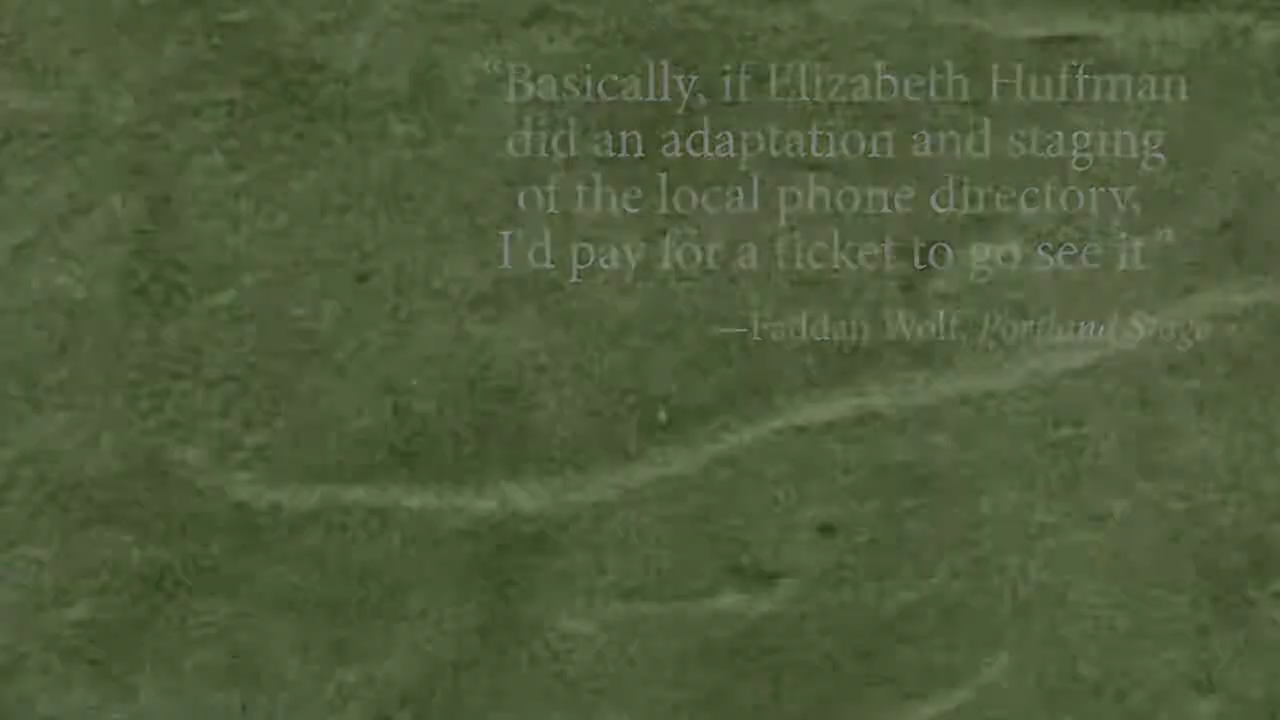 “Basically, if Elizabeth Huffman
did an adaptation and staging
of the local phone directory,
I'd pay for a ticket to go see it”
—Faddah Wolf, Portland Stage